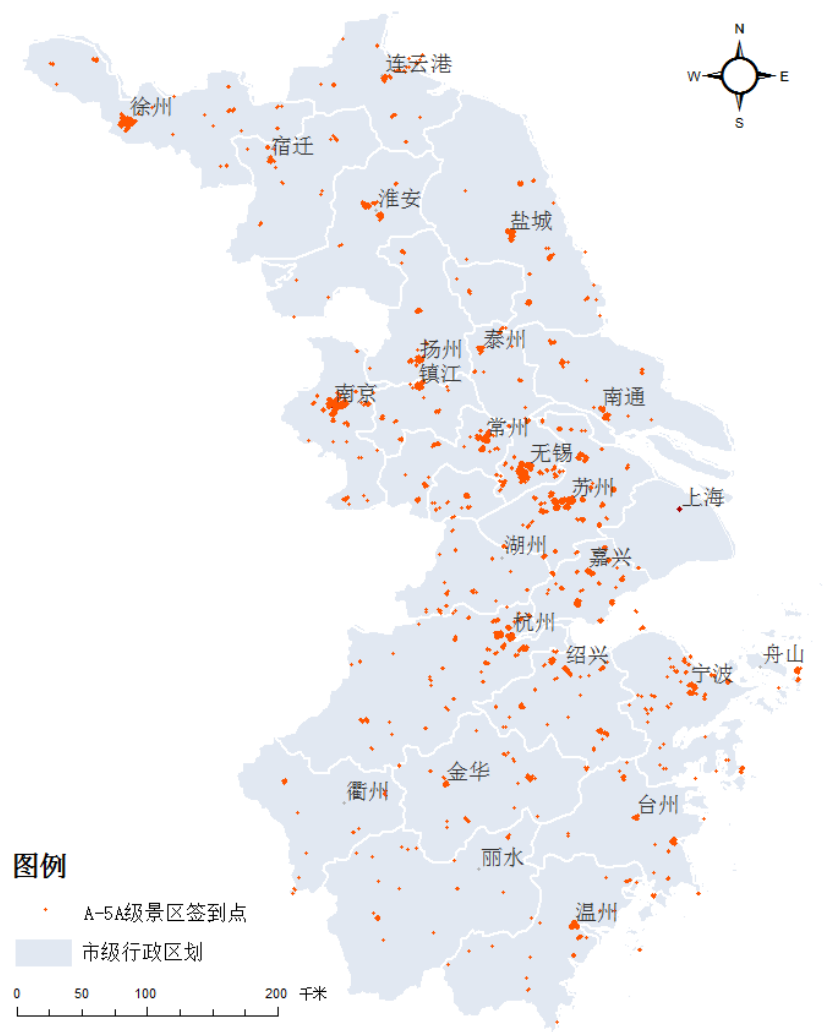 N
W
E
S
连云港
徐州
宿迁
淮安
盐城
扬州
泰州
镇江
南京
南通
常州
无锡
苏州
上海
湖州
嘉兴
杭州
绍兴
舟山
宁波
金华
衢州
台州
丽水
温州
图例
A-5A级景区签到点
市级行政区划
0 50 100 200 千米